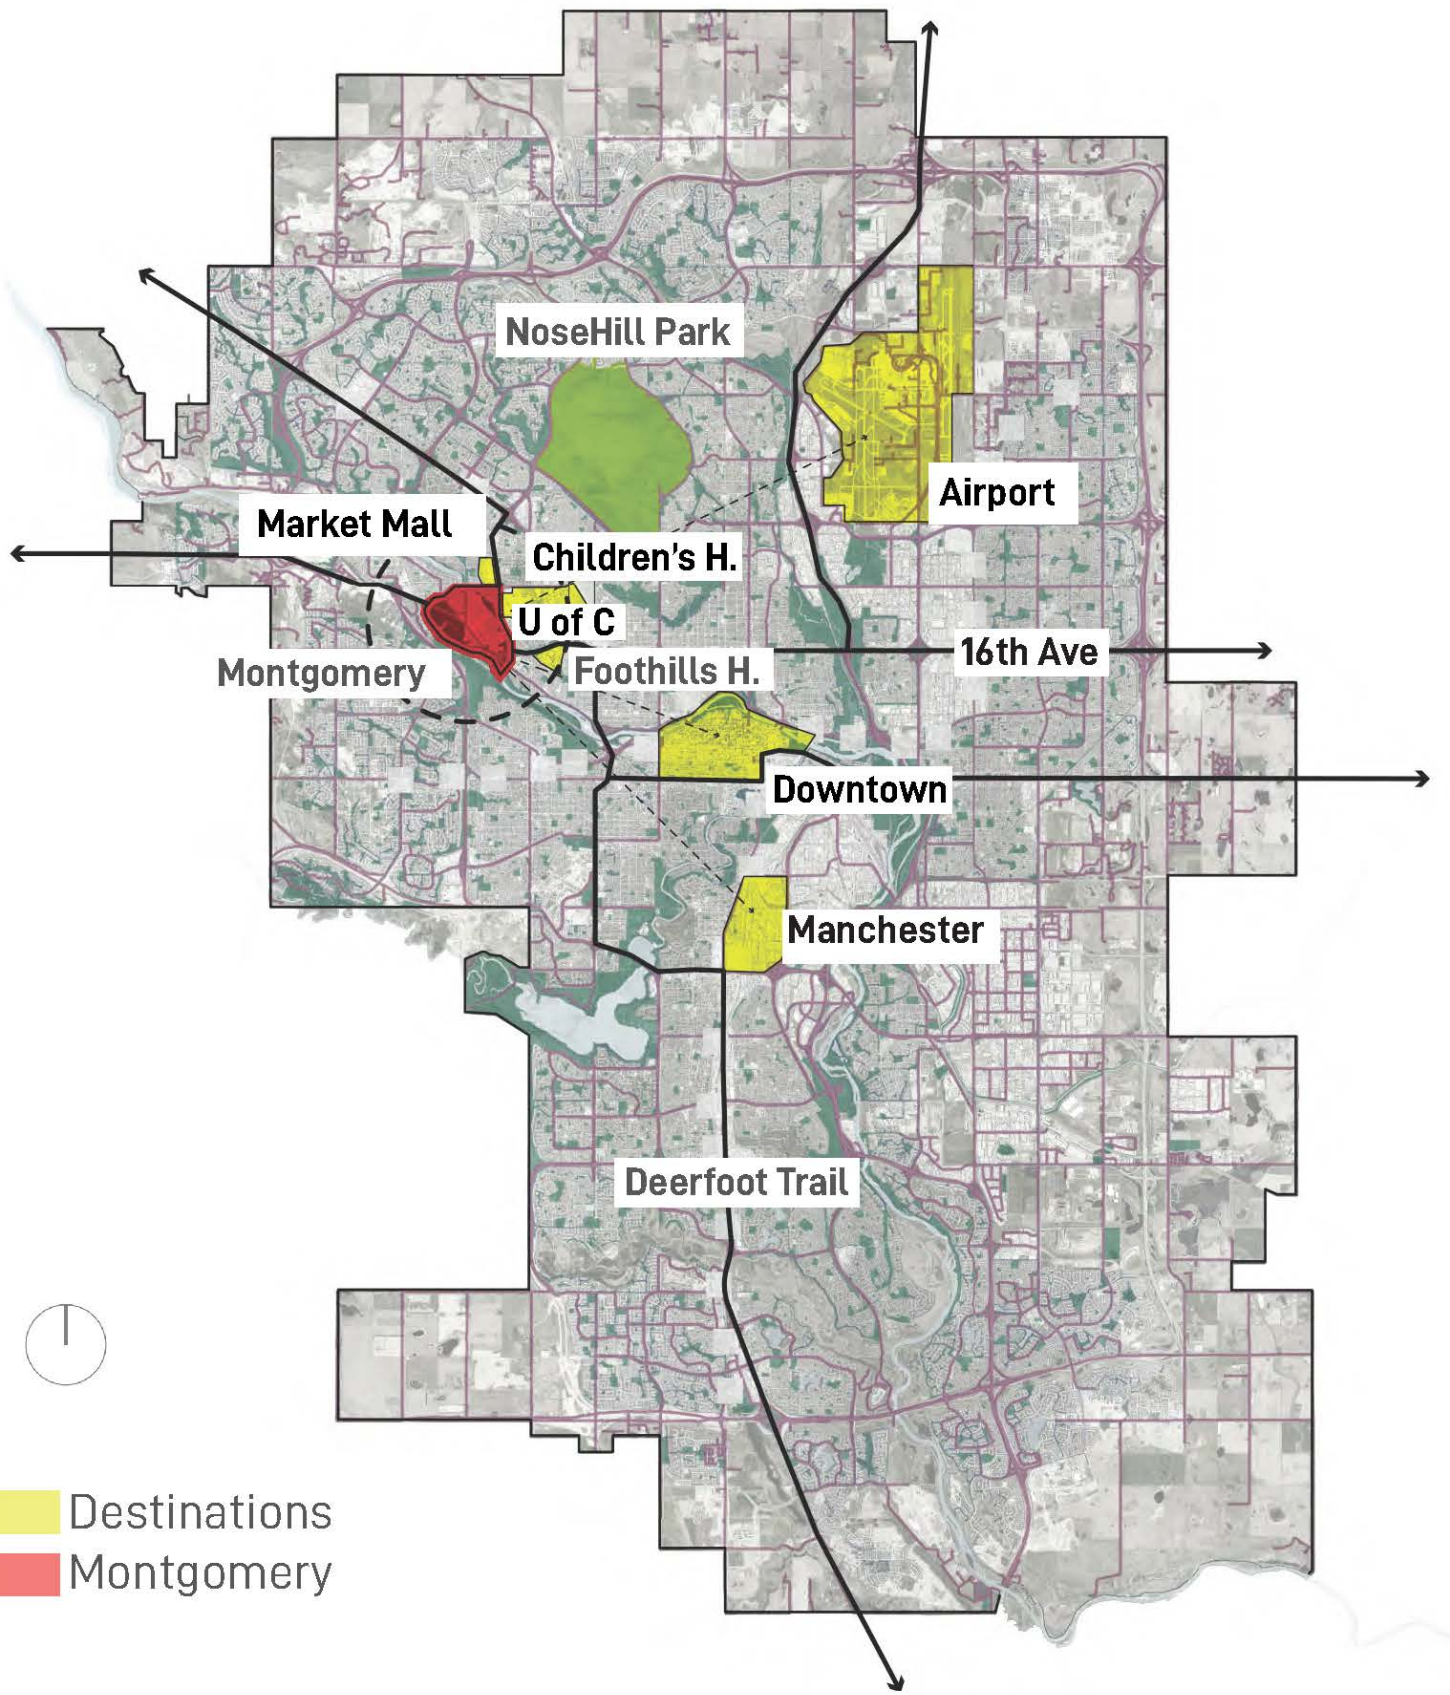 NoseHill Park
Airport
Market Mall
Children's H.
U of C
16th Ave
Montgomery
Foothills H.
Downtown
Manchester
Deerfoot Trail
Destinations
Montgomery